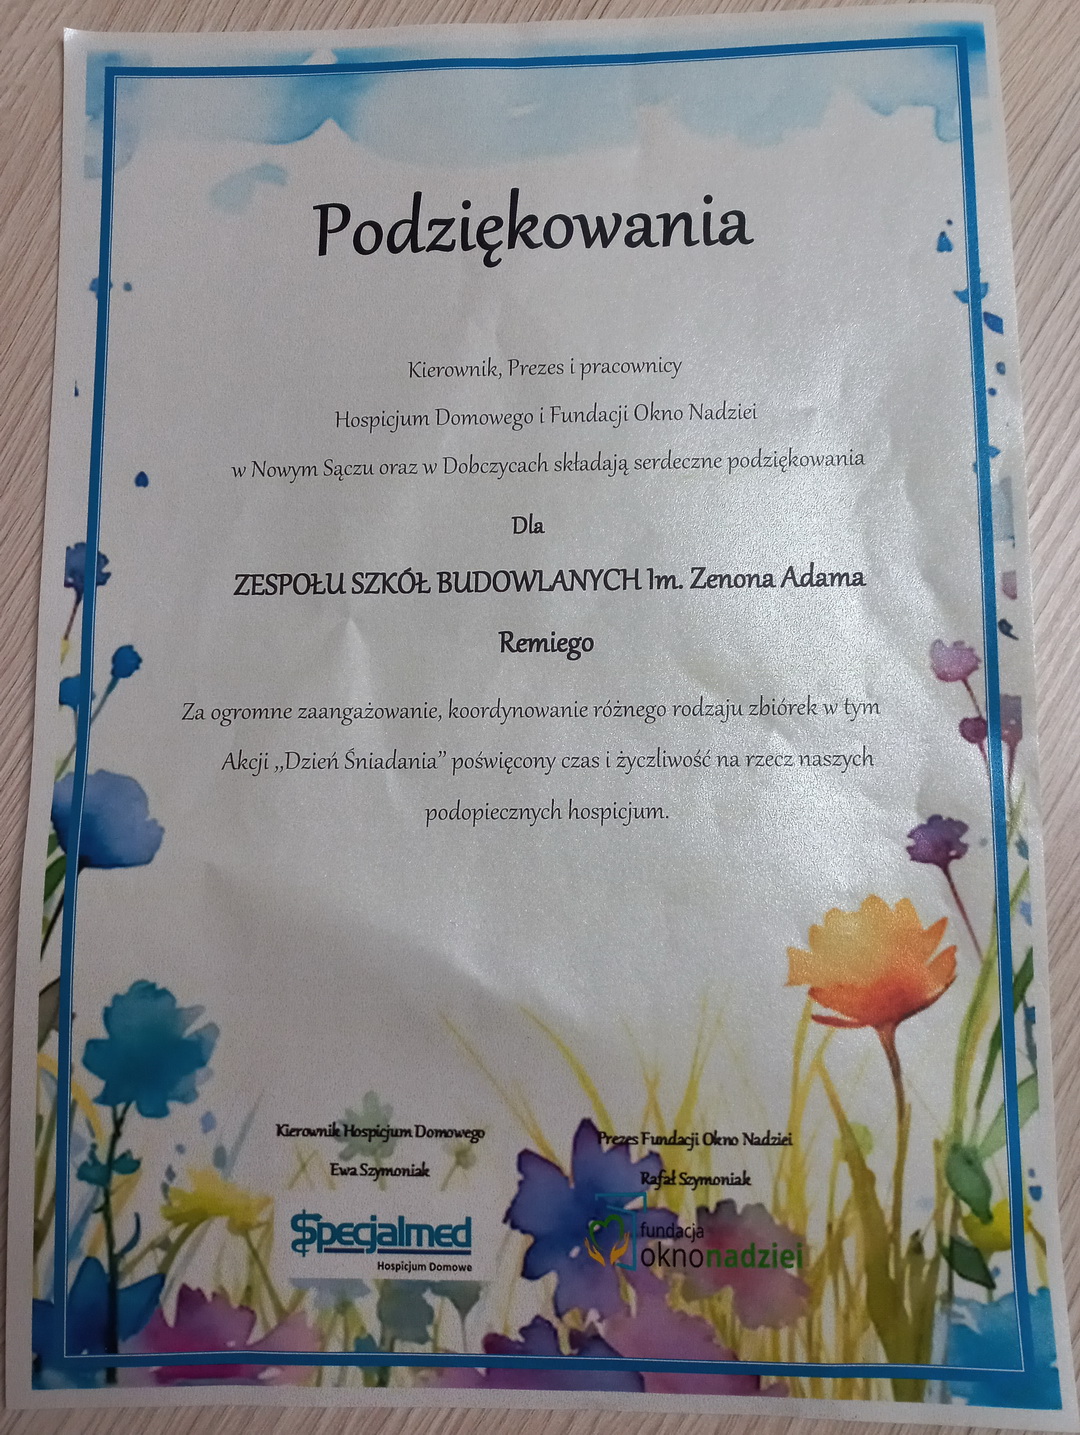 Podziękowania
Kierownik, Prezes i pracownicy
Hospicjum Domowego i Fundacji Okno Nadziei
w Nowym Sączu oraz w Dobczycach składają serdeczne podziękowania
Dla
ZESPOŁU SZKÓŁ BUDOWLANYCH Im. Zenona Adama
Remiego
Za ogromne zaangażowanie, koordynowanie różnego rodzaju zbiórek w tym
Akcji „Dzień Śniadania” poświęcony czas i życzliwość na rzecz naszych
podopiecznych hospicjum.
Kierownik Hospicjum Domowego
Ewa Szymoniak
Specjalmed
Hospicjum Domowe
Prezes Fundacji Okno Nadziei
Rafał Szymoniak
fundacja
oknonadziei